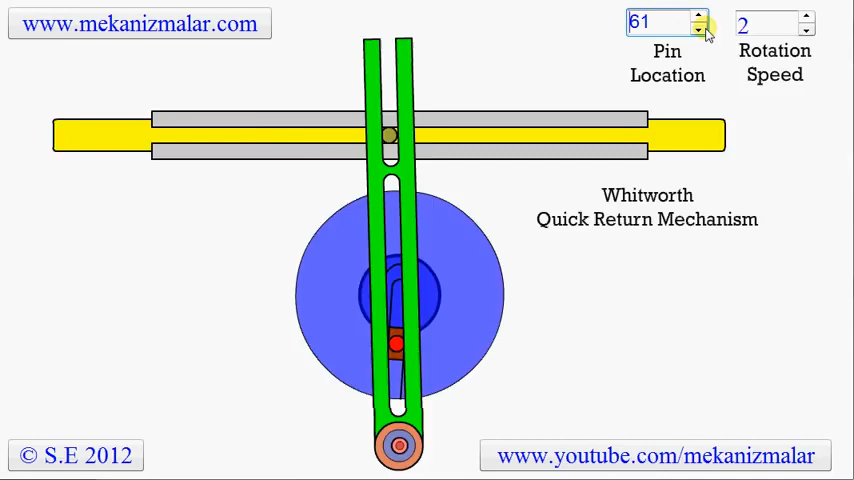 www.mekanizmalar.com
61
2
Pin
Location
Rotation
Speed
Whitworth
Quick Return Mechanism
© S.E 2012
www.youtube.com/mekanizmalar